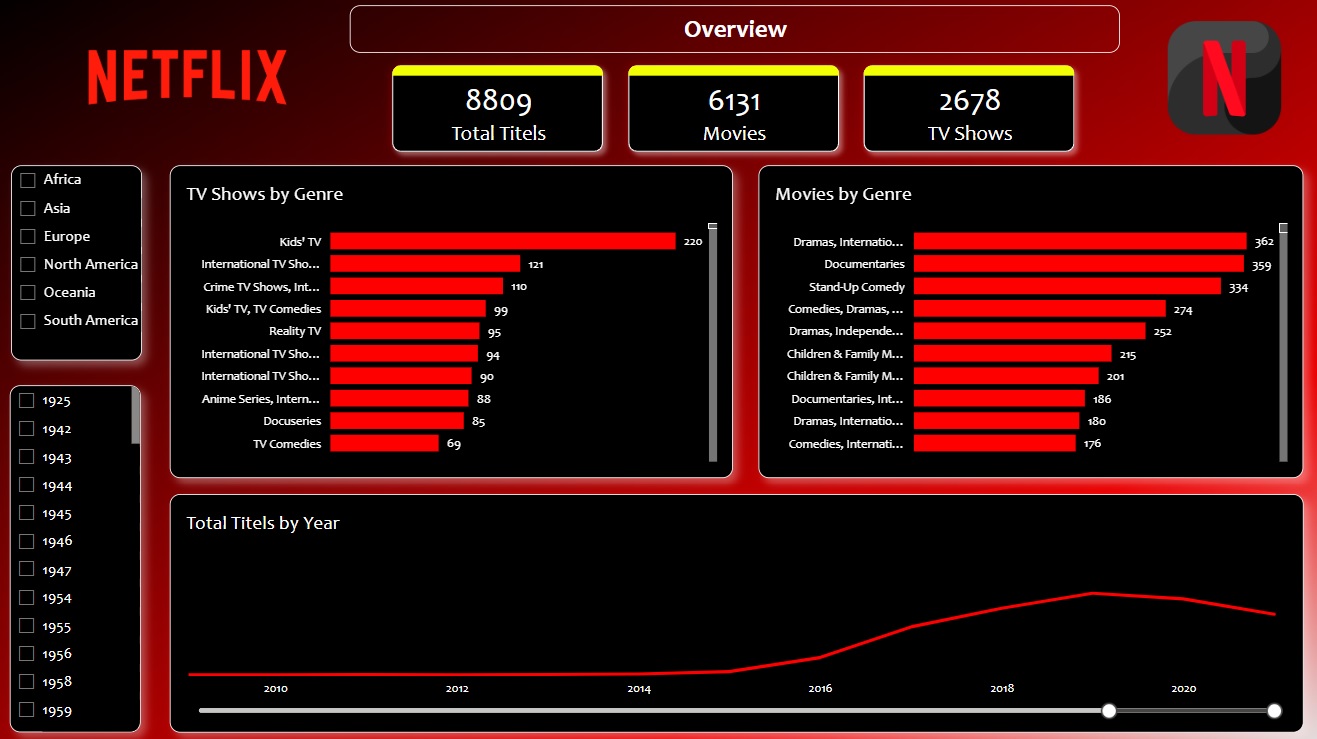 Overview
NETFLIX
N
8809
Total Titels
6131
Movies
2678
TV Shows
Africa
Asia
Europe
North America
Oceania
South America
1925
1942
1943
1944
1945
1946
1947
1954
1955
1956
1958
1959
TV Shows by Genre
Kids' TV 220
International TV Sho... 121
Crime TV Shows, Int... 110
Kids' TV, TV Comedies 99
Reality TV 95
International TV Sho... 94
International TV Sho... 90
Anime Series, Intern... 88
Docuseries 85
TV Comedies 69
Movies by Genre
Dramas, Internatio... 362
Documentaries 359
Stand-Up Comedy 334
Comedies, Dramas, ... 274
Dramas, Independe... 252
Children & Family M... 215
Children & Family M... 201
Documentaries, Int... 186
Dramas, Internatio... 180
Comedies, Internati... 176
Total Titels by Year
2010 2012 2014 2016 2018 2020